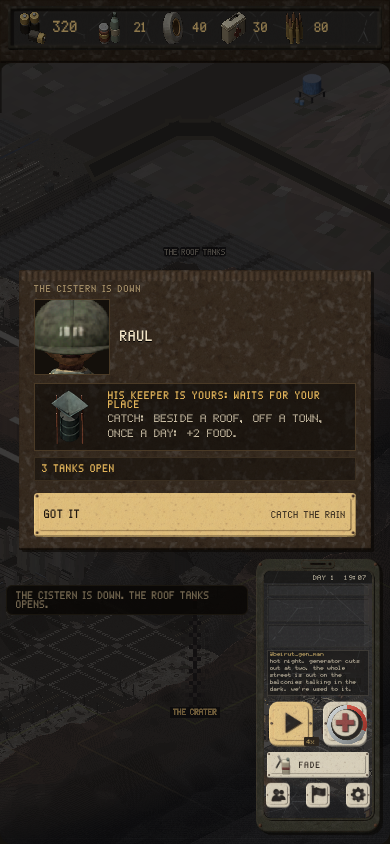 320 21 40 30 80
THE ROOF TANKS
THE CISTERN IS DOWN
RAUL
HIS KEEPER IS YOURS: WAITS FOR YOUR
PLACE
CATCH: BESIDE A ROOF, OFF A TOWN,
ONCE A DAY: +2 FOOD.
3 TANKS OPEN
GOT IT CATCH THE RAIN
THE CISTERN IS DOWN. THE ROOF TANKS
OPENS.
THE CRATER
DAY 1 19:07
@beirut_gen_man
hot night. generator cuts
out at two. the whole
street is out on the
balconies talking in the
dark. we're used to it.
4x
FADE